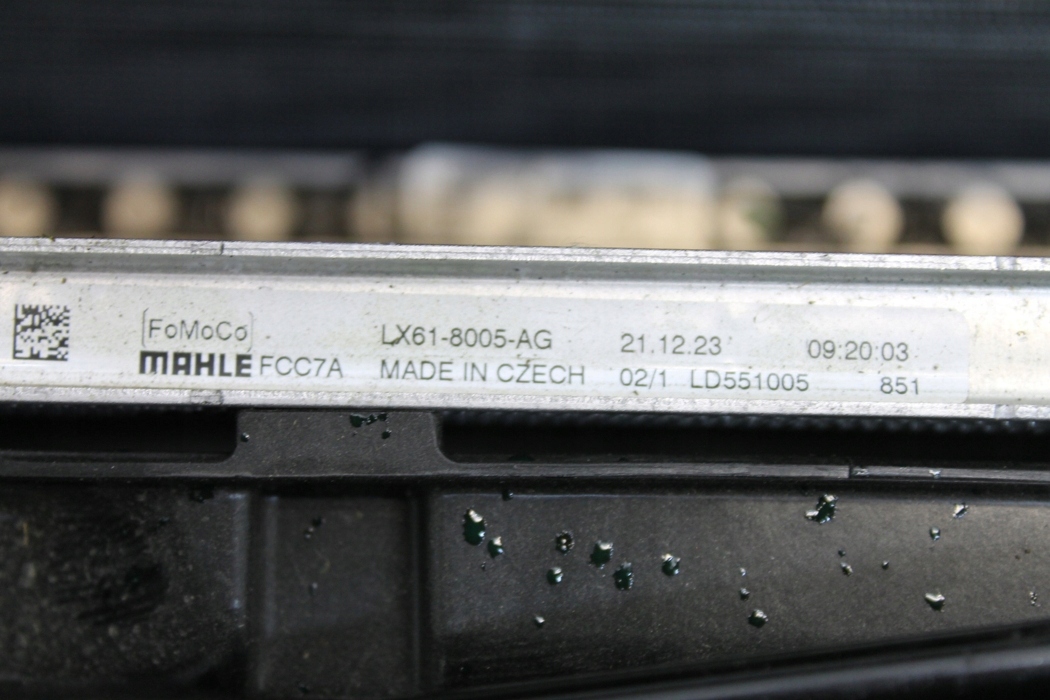 FoMoCo LX61-8005-AG 21.12.23 09:20:03
MAHLE FCC7A MADE IN CZECH 02/1 LD551005 851